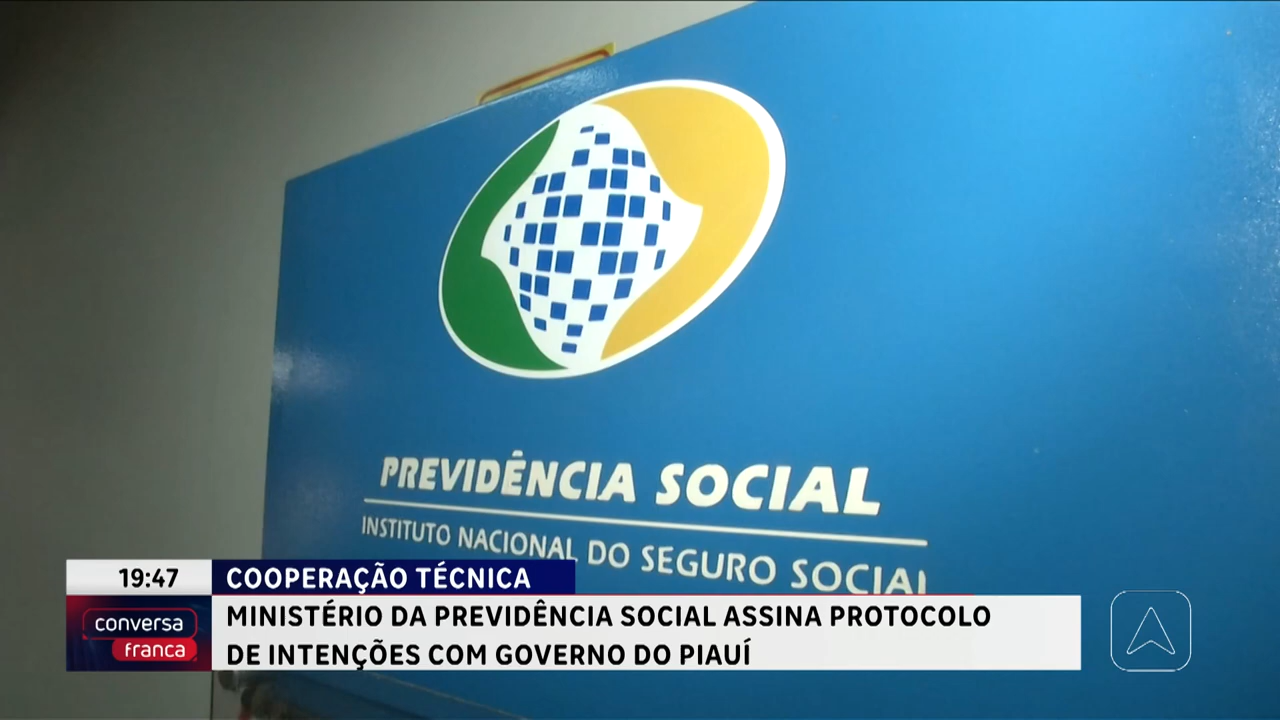 PREVIDÊNCIA SOCIAL
INSTITUTO NACIONAL DO SEGURO SOCIAL
19:47
COOPERAÇÃO TÉCNICA
conversa
franca
MINISTÉRIO DA PREVIDÊNCIA SOCIAL ASSINA PROTOCOLO
DE INTENÇÕES COM GOVERNO DO PIAUÍ